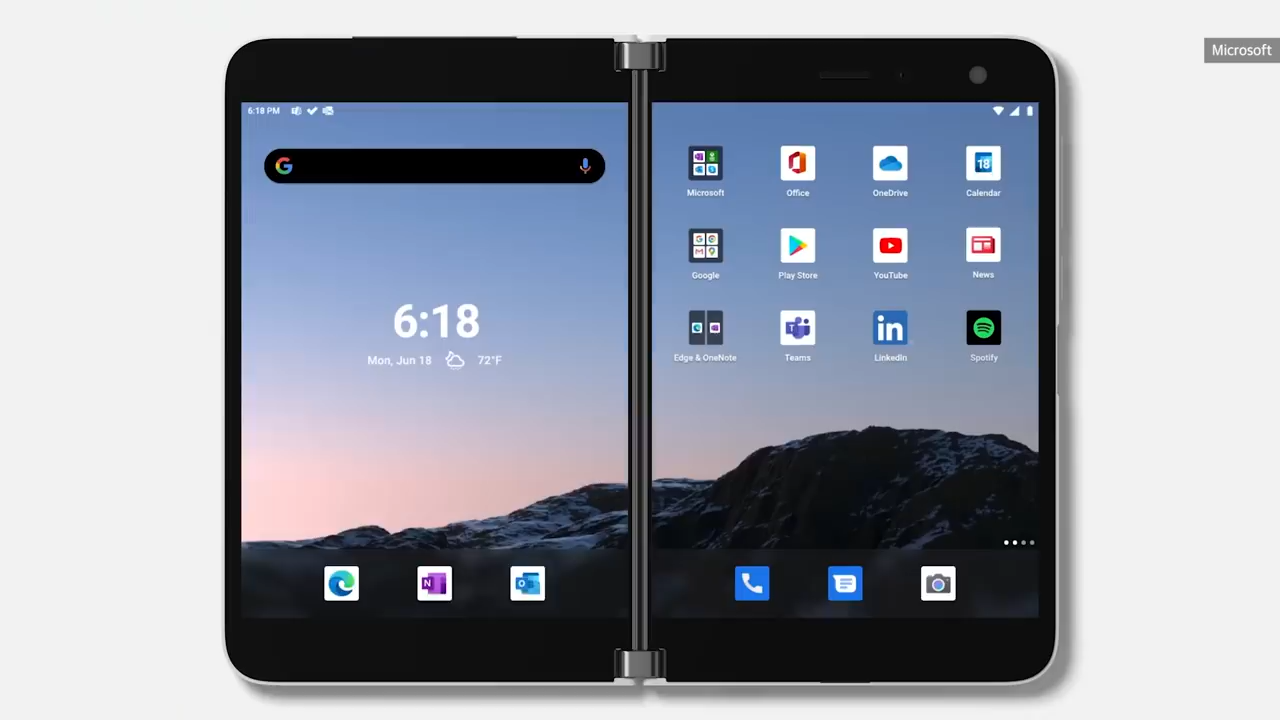 Microsoft
6:18 PM
6:18
Mon, Jun 18 72°F
Microsoft
Office
OneDrive
18
Calendar
Google
Play Store
YouTube
News
Edge & OneNote
Teams
LinkedIn
Spotify